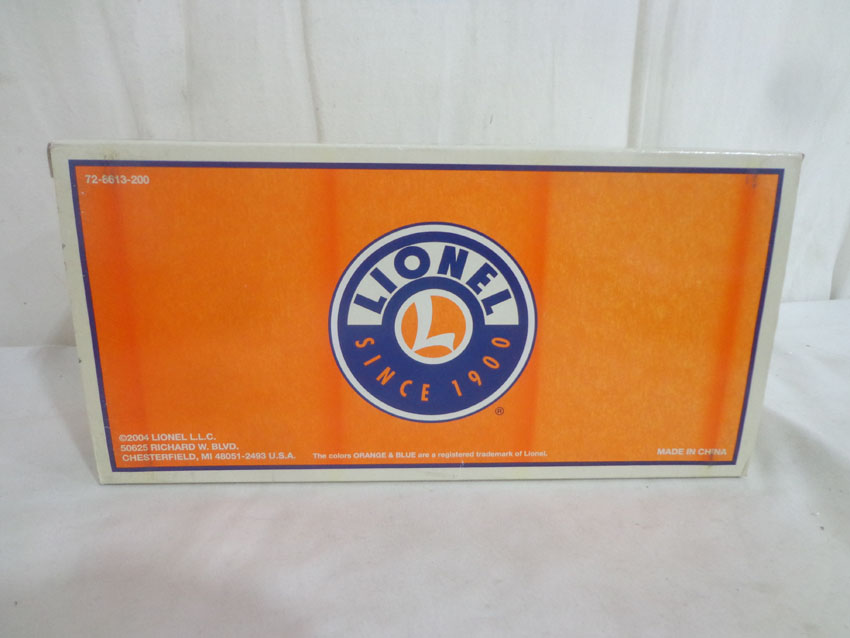 72-8613-200
LIONEL
L
SINCE 1900
®
©2004 LIONEL L.L.C.
50625 RICHARD W. BLVD.
CHESTERFIELD, MI 48051-2493 U.S.A.
The colors ORANGE & BLUE are a registered trademark of Lionel.
MADE IN CHINA